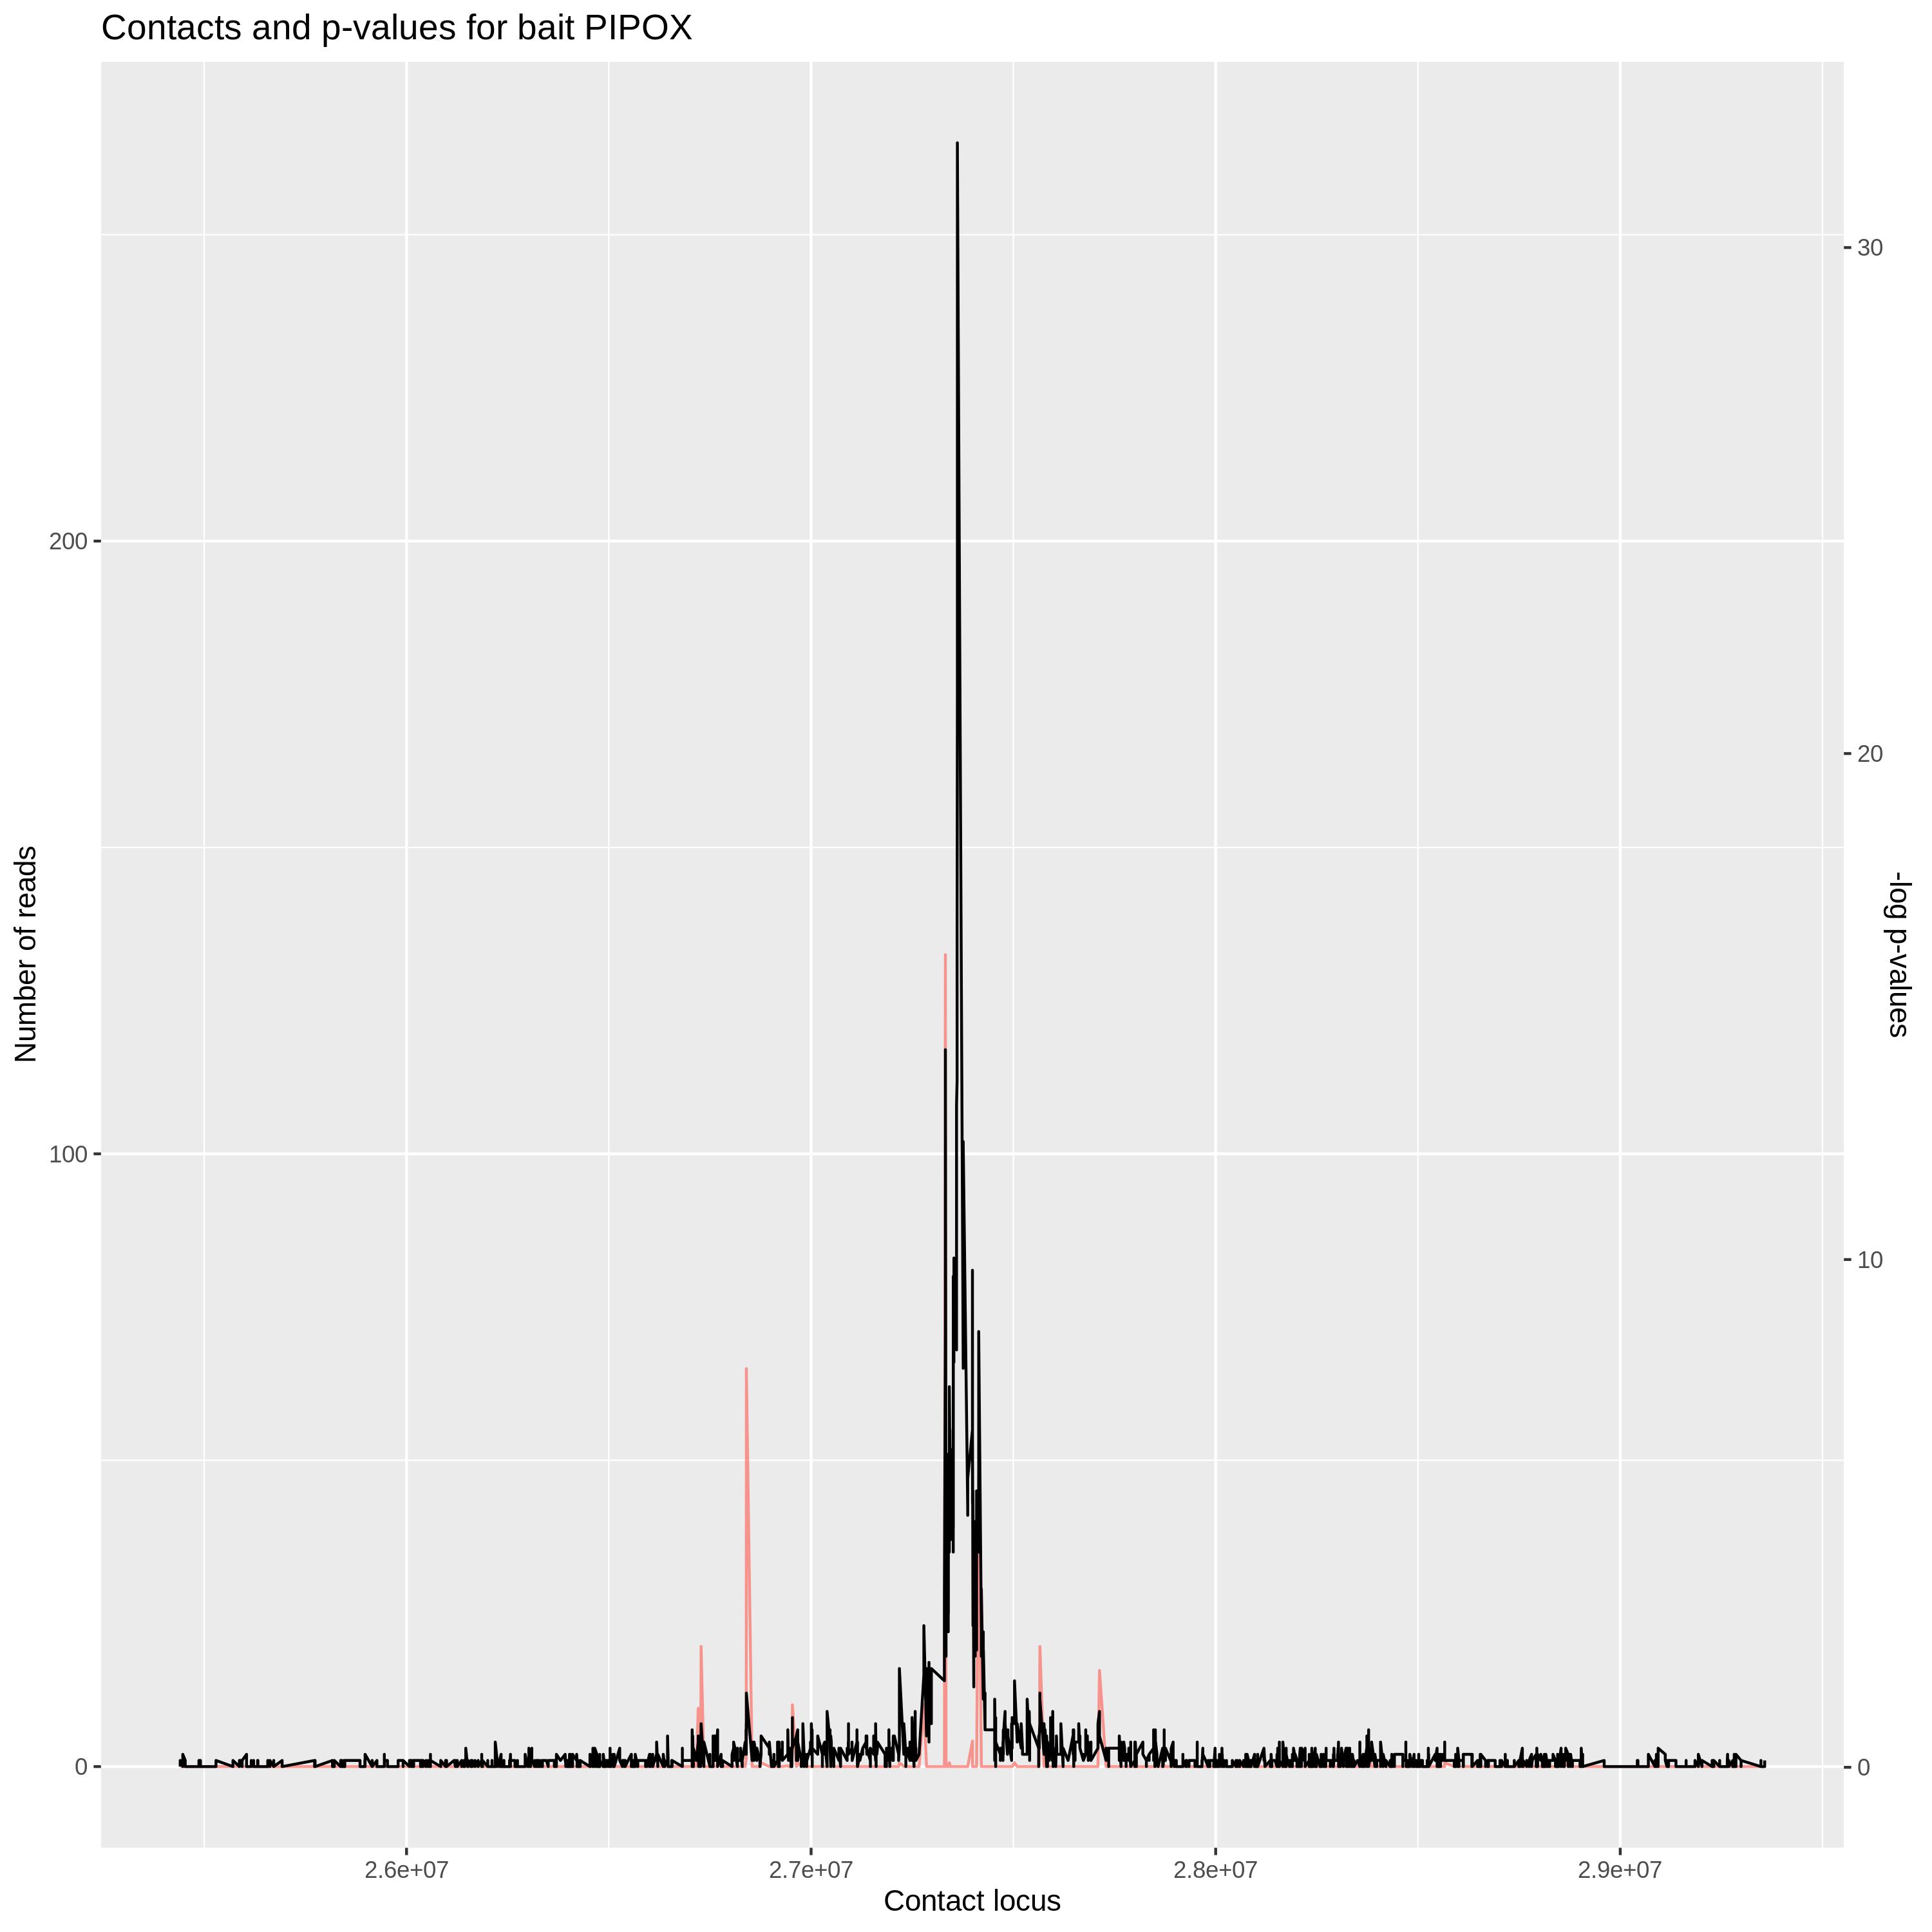 Contacts and p-values for bait PIPOX
Number of reads
200
100
0
30
20
10
0
-log p-values
2.6e+07 2.7e+07 2.8e+07 2.9e+07
Contact locus